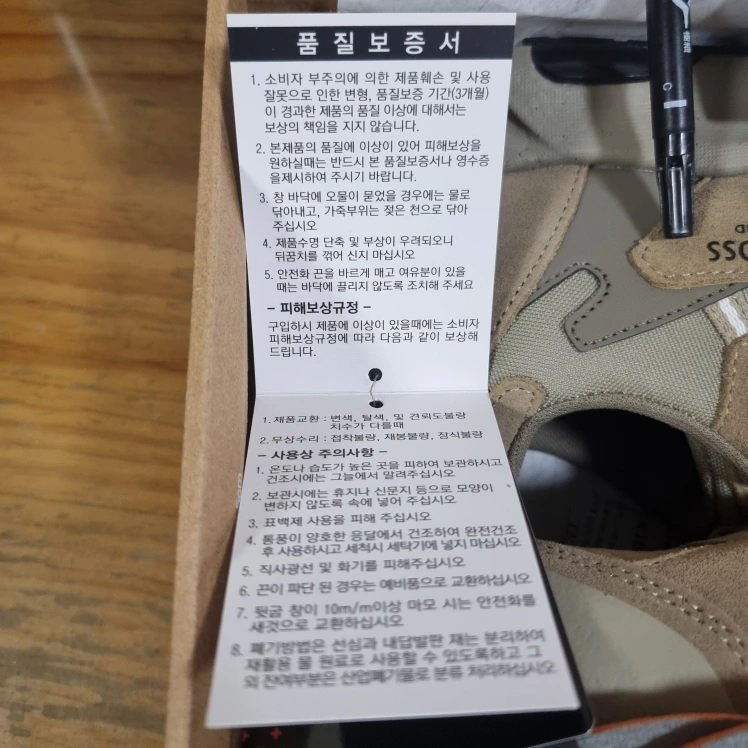 품질보증서
1. 소비자 부주의에 의한 제품훼손 및 사용
잘못으로 인한 변형, 품질보증 기간(3개월)
이 경과한 제품의 품질 이상에 대해서는
보상의 책임을 지지 않습니다.
2. 본제품의 품질에 이상이 있어 피해보상을
원하실때는 반드시 본 품질보증서나 영수증
을제시하여 주시기 바랍니다.
3. 창 바닥에 오물이 묻었을 경우에는 물로
닦아내고, 가죽부위는 젖은 천으로 닦아
주십시오
4. 제품수명 단축 및 부상이 우려되오니
뒤꿈치를 꺾어 신지 마십시오
5. 안전화 끈을 바르게 매고 여유분이 있을
때는 바닥에 끌리지 않도록 조치해 주세요
- 피해보상규정 -
구입하시 제품에 이상이 있을때에는 소비자
피해보상규정에 따라 다음과 같이 보상해
드립니다.
1. 제품교환 : 변색, 탈색, 및 견뢰도불량
치수가 다를때
2. 무상수리 : 접착불량, 재봉불량, 장식불량
- 사용상 주의사항 -
1. 온도나 습도가 높은 곳을 피하여 보관하시고
건조시에는 그늘에서 말려주십시오
2. 보관시에는 휴지나 신문지 등으로 모양이
변하지 않도록 속에 넣어 주십시오
3. 표백제 사용을 피해 주십시오
4. 통풍이 양호한 응달에서 건조하여 완전건조
후 사용하시고 세척시 세탁기에 넣지 마십시오
5. 직사광선 및 화기를 피해주십시오
6. 끈이 파단 된 경우는 예비품으로 교환하십시오
7. 뒷금 창이 10m/m이상 마모 시는 안전화를
새것으로 교환하십시오
8. 폐기방법은 선심과 내답발판 재는 분리하여
재활용 물 원료로 사용할 수 있도록하고 그
외 잔여부분은 산업폐기물로 분류 처리하십시오
C